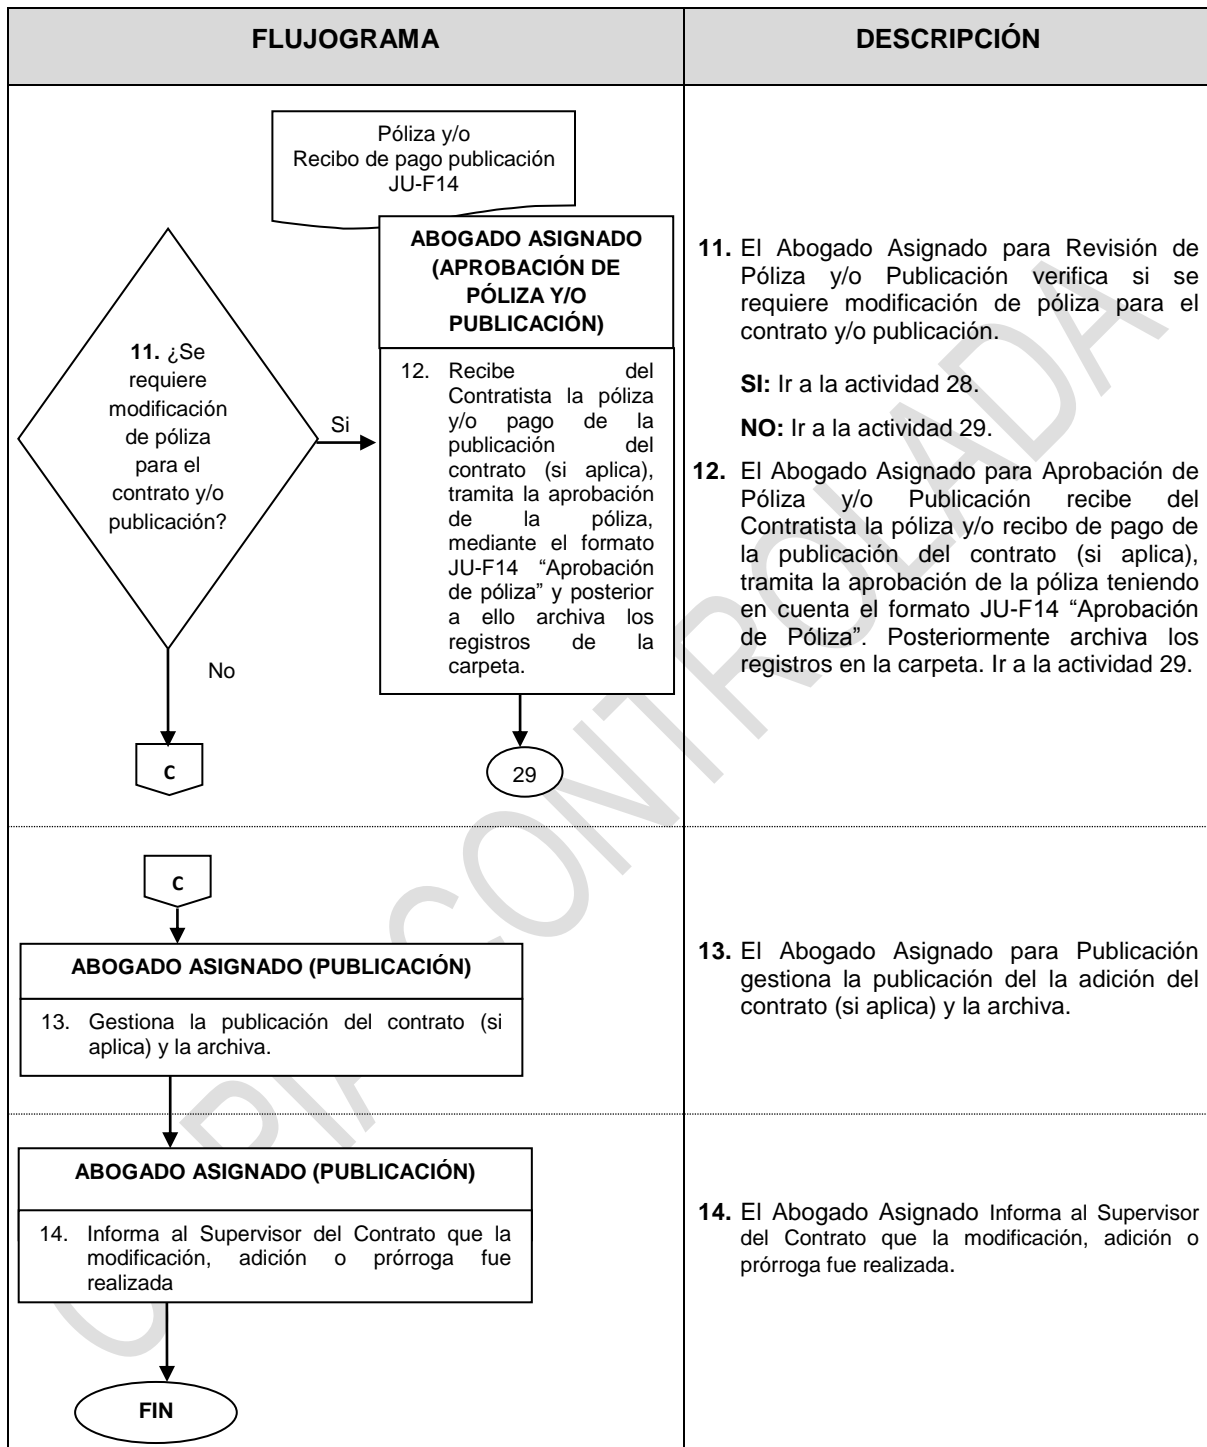 FLUJOGRAMA
DESCRIPCIÓN
Póliza y/o
Recibo de pago publicación
JU-F14
11. ¿Se
requiere
modificación
de póliza
para el
contrato y/o
publicación?
Si
No
C
ABOGADO ASIGNADO
(APROBACIÓN DE
PÓLIZA Y/O
PUBLICACIÓN)
12. Recibe del
Contratista la póliza
y/o pago de la
publicación del
contrato (si aplica),
tramita la aprobación
de la póliza,
mediante el formato
JU-F14 “Aprobación
de póliza” y posterior
a ello archiva los
registros de la
carpeta.
29
11. El Abogado Asignado para Revisión de
Póliza y/o Publicación verifica si se
requiere modificación de póliza para el
contrato y/o publicación.
SI: Ir a la actividad 28.
NO: Ir a la actividad 29.
12. El Abogado Asignado para Aprobación de
Póliza y/o Publicación recibe del
Contratista la póliza y/o recibo de pago de
la publicación del contrato (si aplica),
tramita la aprobación de la póliza teniendo
en cuenta el formato JU-F14 “Aprobación
de Póliza”. Posteriormente archiva los
registros en la carpeta. Ir a la actividad 29.
C
ABOGADO ASIGNADO (PUBLICACIÓN)
13. Gestiona la publicación del contrato (si
aplica) y la archiva.
13. El Abogado Asignado para Publicación
gestiona la publicación del la adición del
contrato (si aplica) y la archiva.
ABOGADO ASIGNADO (PUBLICACIÓN)
14. Informa al Supervisor del Contrato que la
modificación, adición o prórroga fue
realizada
14. El Abogado Asignado Informa al Supervisor
del Contrato que la modificación, adición o
prórroga fue realizada.
FIN
COPIA CONTROLADA